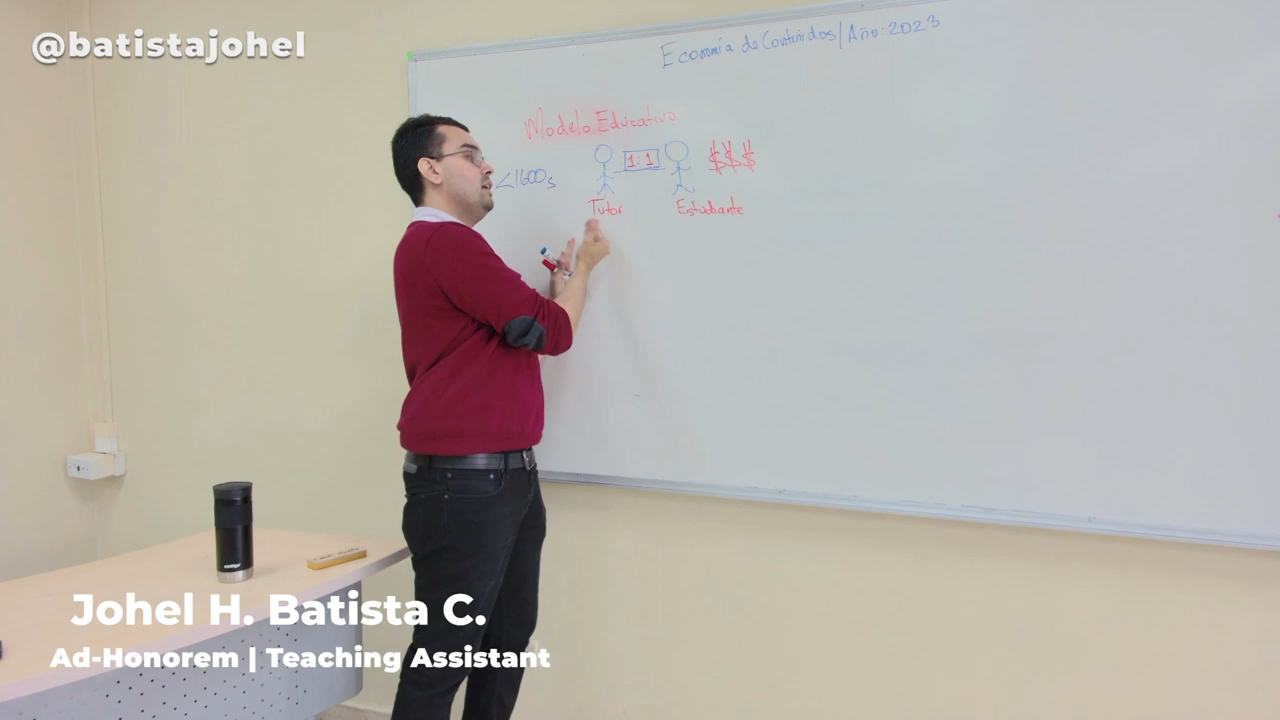 @batistajohel
Economía de Contenidos / Año: 2023
Modelo Educativo
<1600s
1:1
$$$
Tutor
Estudiante
contigo
Johel H. Batista C.
Ad-Honorem | Teaching Assistant